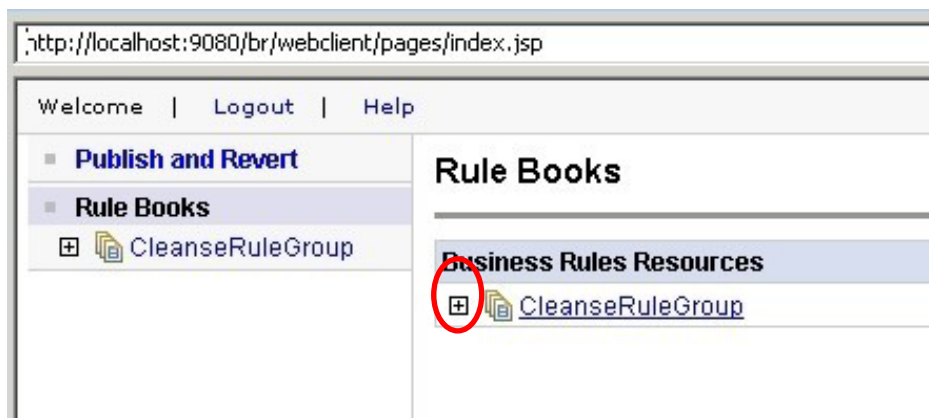 http://localhost:9080/br/webclient/pages/index.jsp
Welcome | Logout | Help
Publish and Revert
Rule Books
CleanseRuleGroup
Rule Books
Business Rules Resources
CleanseRuleGroup